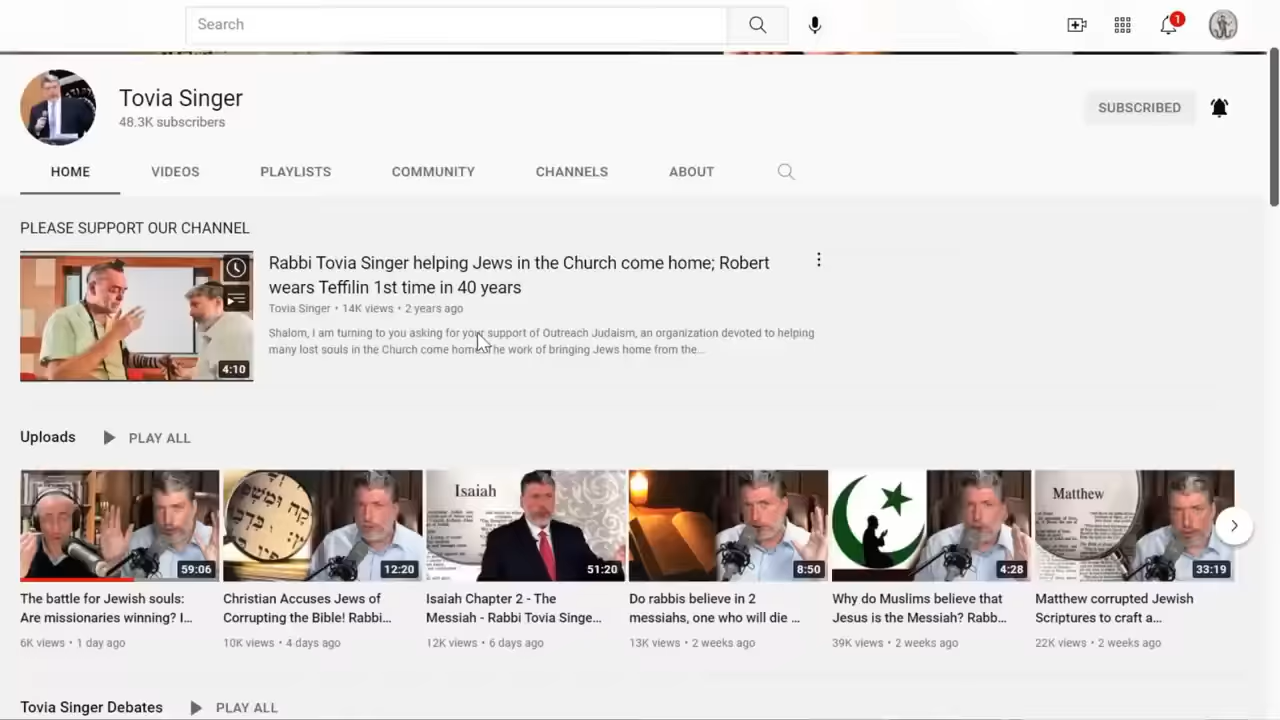 Search
1
Tovia Singer
48.3K subscribers
SUBSCRIBED
HOME
VIDEOS
PLAYLISTS
COMMUNITY
CHANNELS
ABOUT
PLEASE SUPPORT OUR CHANNEL
Rabbi Tovia Singer helping Jews in the Church come home; Robert
wears Teffilin 1st time in 40 years
Tovia Singer • 14K views • 2 years ago
Shalom, I am turning to you asking for your support of Outreach Judaism, an organization devoted to helping
many lost souls in the Church come home. The work of bringing Jews home from the...
4:10
Uploads
PLAY ALL
59:06
The battle for Jewish souls:
Are missionaries winning? I...
6K views • 1 day ago
12:20
Christian Accuses Jews of
Corrupting the Bible! Rabbi...
10K views • 4 days ago
Isaiah
51:20
Isaiah Chapter 2 - The
Messiah - Rabbi Tovia Singe...
12K views • 6 days ago
8:50
Do rabbis believe in 2
messiahs, one who will die ...
13K views • 2 weeks ago
4:28
Why do Muslims believe that
Jesus is the Messiah? Rabb...
39K views • 2 weeks ago
Matthew
33:19
Matthew corrupted Jewish
Scriptures to craft a...
22K views • 2 weeks ago
Tovia Singer Debates
PLAY ALL